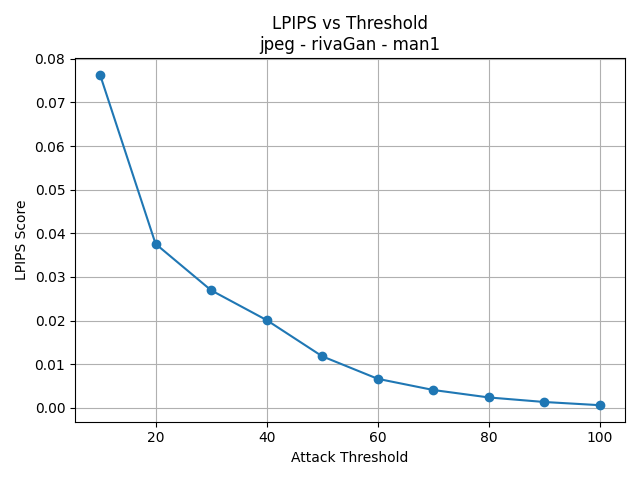 LPIPS vs Threshold
jpeg - rivaGan - man1
0.08
0.07
0.06
0.05
0.04
0.03
0.02
0.01
0.00
LPIPS Score
20 40 60 80 100
Attack Threshold